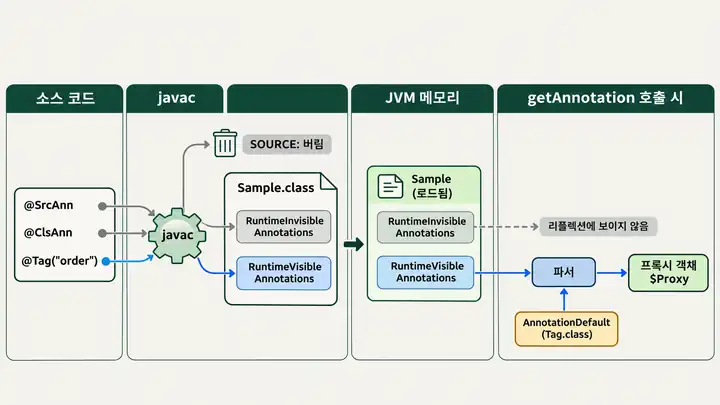 소스 코드
javac
JVM 메모리
getAnnotation 호출 시
SOURCE: 버림
@SrcAnn
@ClsAnn
@Tag("order")
javac
Sample.class
RuntimeInvisible
Annotations
RuntimeVisible
Annotations
Sample
(로드됨)
RuntimeInvisible
Annotations
RuntimeVisible
Annotations
리플렉션에 보이지 않음
파서
프록시 객채
$Proxy
AnnotationDefault
(Tag.class)